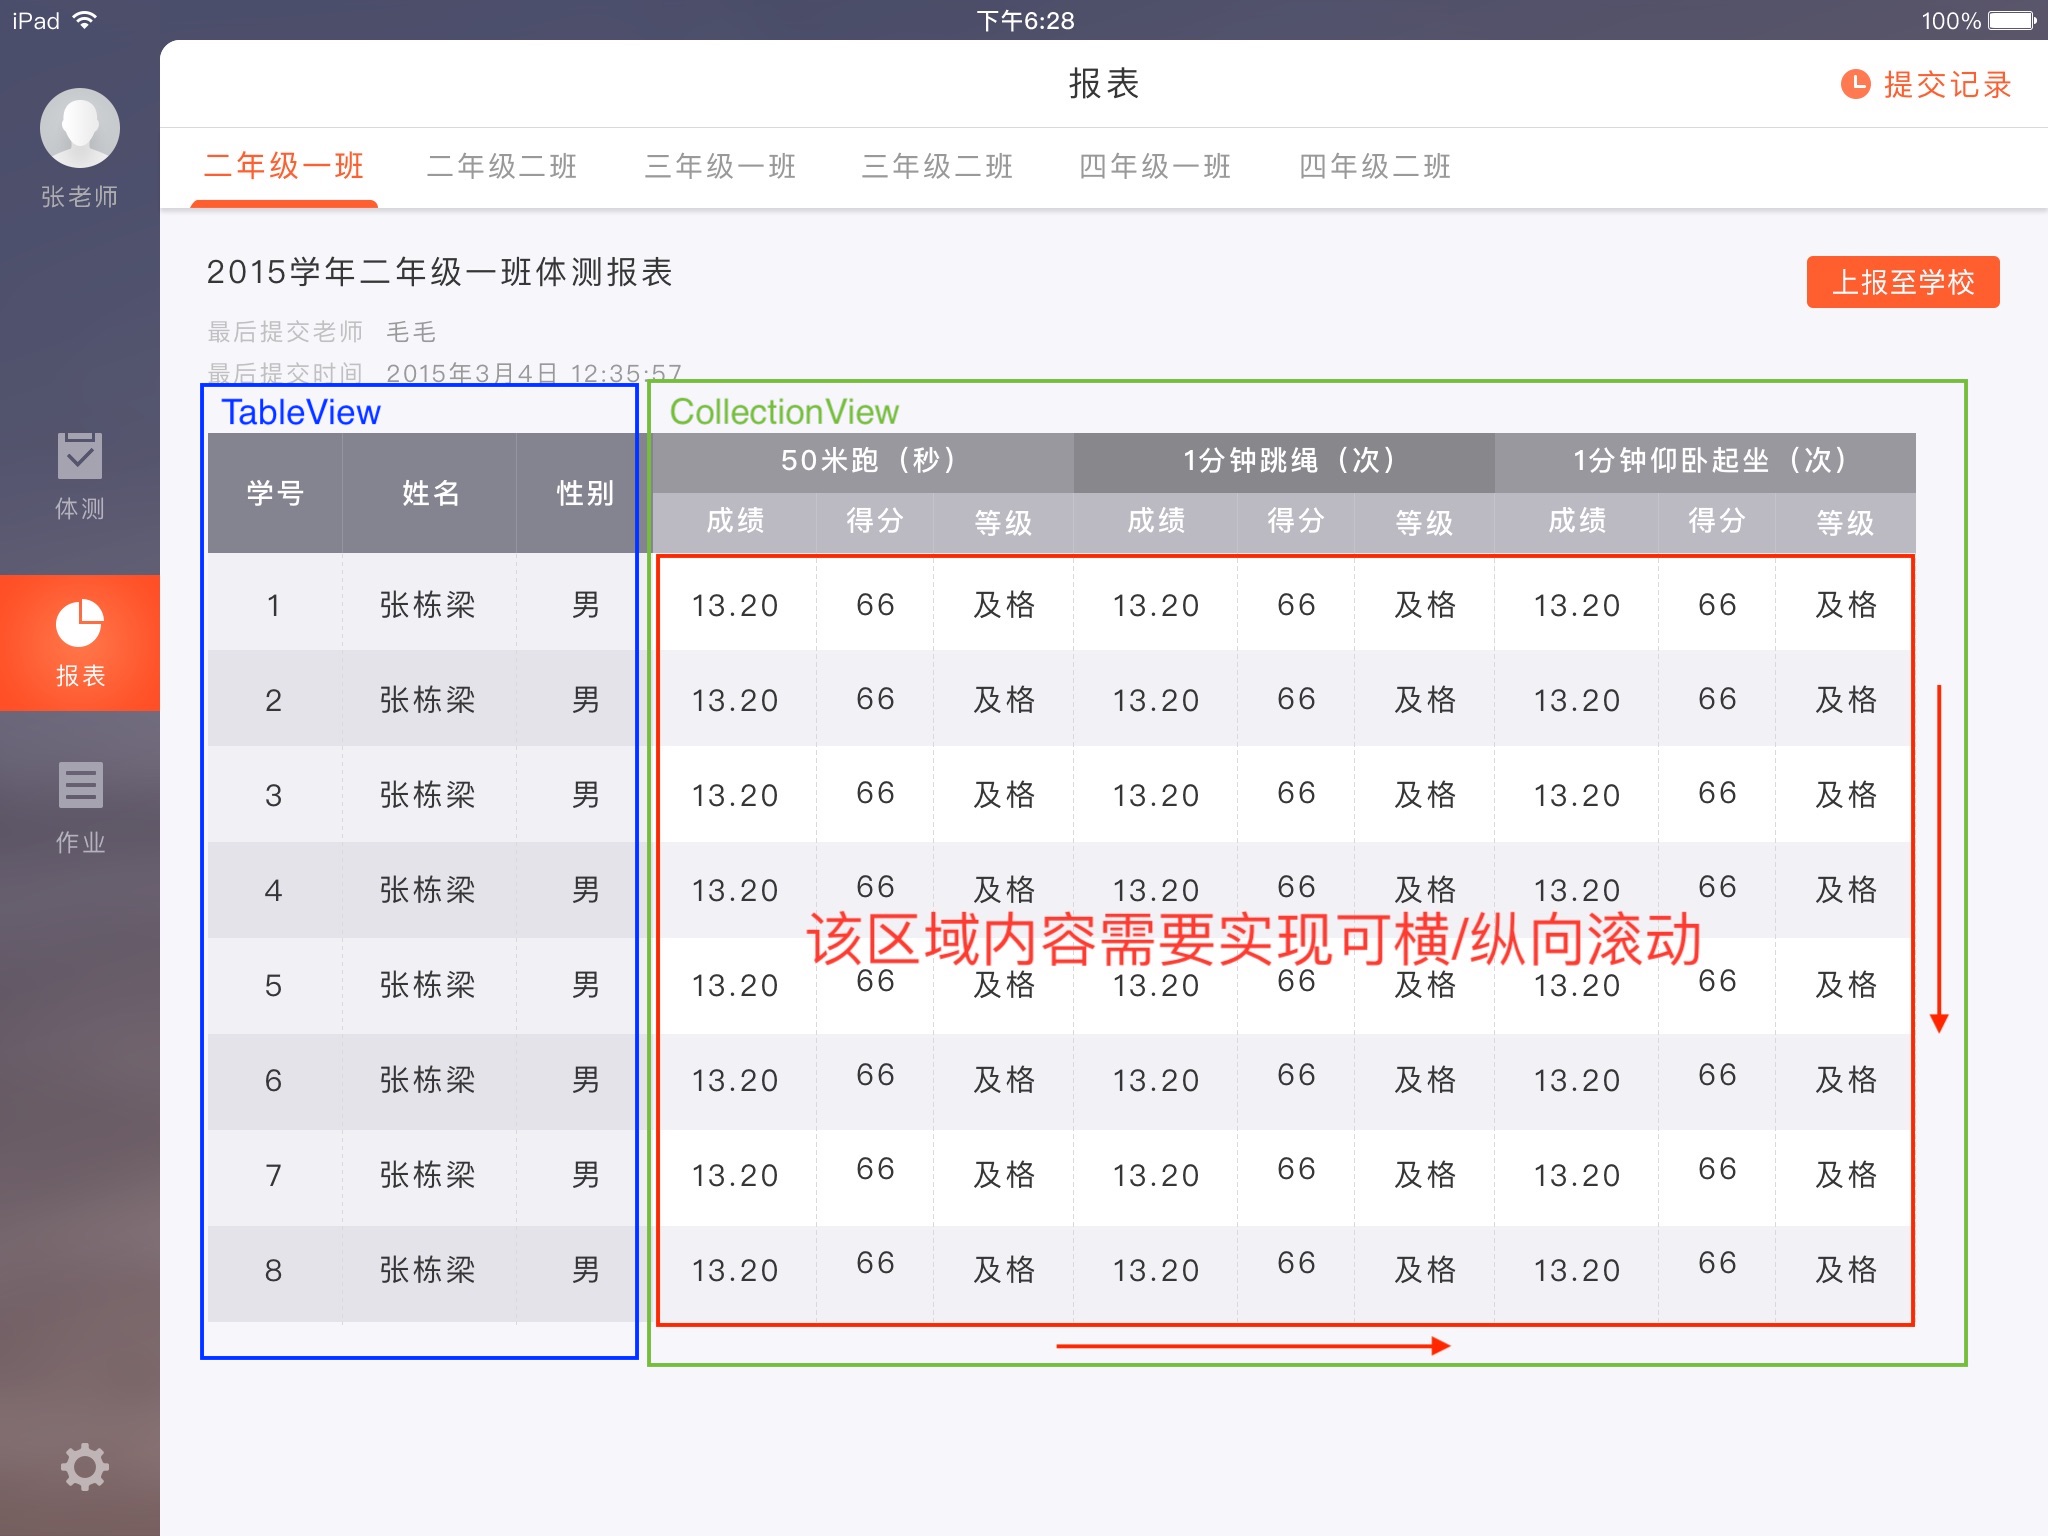 iPad 下午6:28 100%
报表 提交记录
张老师
二年级一班 二年级二班 三年级一班 三年级二班 四年级一班 四年级二班
2015学年二年级一班体测报表 上报至学校
最后提交老师 毛毛
最后提交时间 2015年3月4日 12:35:57
体测
报表
作业
TableView CollectionView
学号 姓名 性别 50米跑（秒） 1分钟跳绳（次） 1分钟仰卧起坐（次）
成绩 得分 等级 成绩 得分 等级 成绩 得分 等级
1 张栋梁 男 13.20 66 及格 13.20 66 及格 13.20 66 及格
2 张栋梁 男 13.20 66 及格 13.20 66 及格 13.20 66 及格
3 张栋梁 男 13.20 66 及格 13.20 66 及格 13.20 66 及格
4 张栋梁 男 13.20 66 及格 13.20 66 及格 13.20 66 及格
该区域内容需要实现可横/纵向滚动
5 张栋梁 男 13.20 66 及格 13.20 66 及格 13.20 66 及格
6 张栋梁 男 13.20 66 及格 13.20 66 及格 13.20 66 及格
7 张栋梁 男 13.20 66 及格 13.20 66 及格 13.20 66 及格
8 张栋梁 男 13.20 66 及格 13.20 66 及格 13.20 66 及格